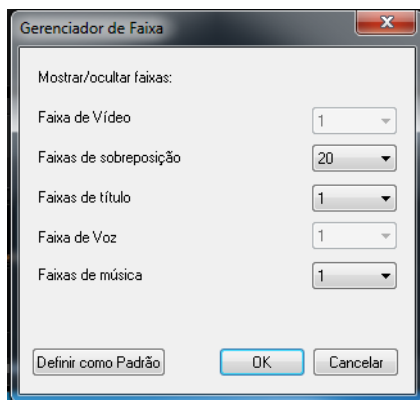 Gerenciador de Faixa
Mostrar/ocultar faixas:
Faixa de Vídeo 1
Faixas de sobreposição 20
Faixas de título 1
Faixa de Voz 1
Faixas de música 1
Definir como Padrão OK Cancelar